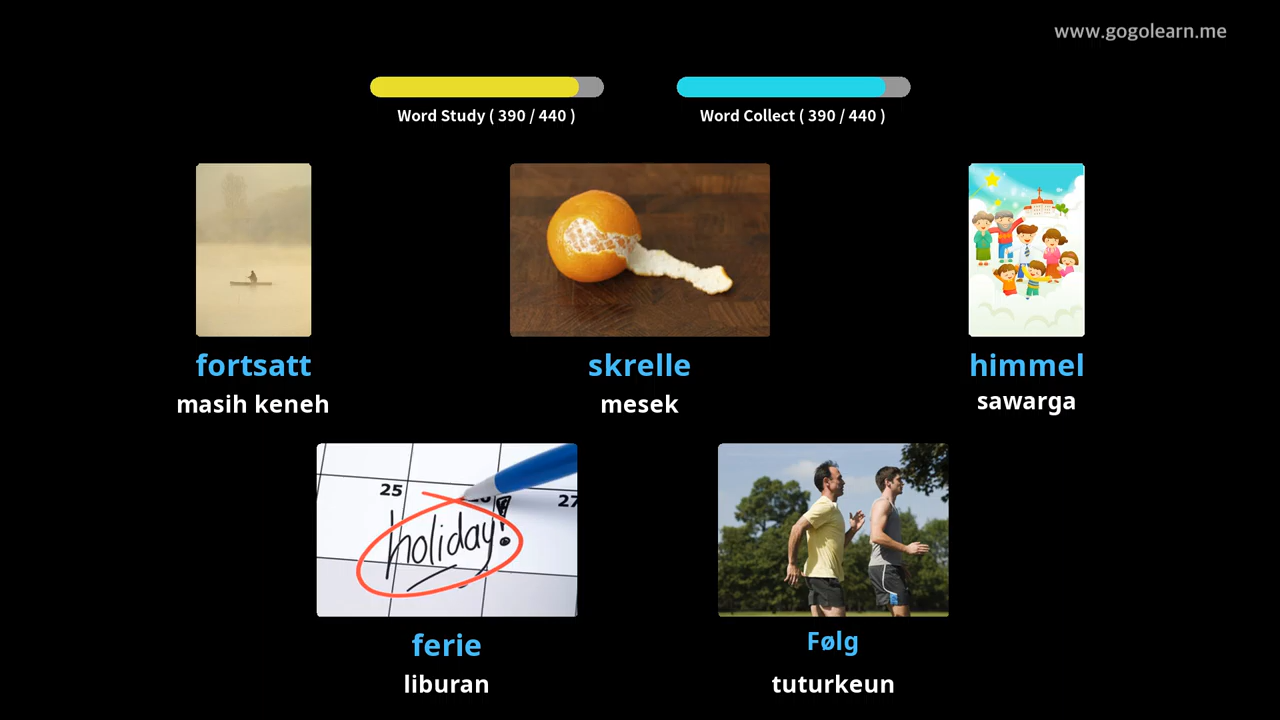 www.gogolearn.me
Word Study ( 390 / 440 )
Word Collect ( 390 / 440 )
fortsatt
masih keneh
skrelle
mesek
himmel
sawarga
25
27
holiday!
ferie
liburan
Følg
tuturkeun